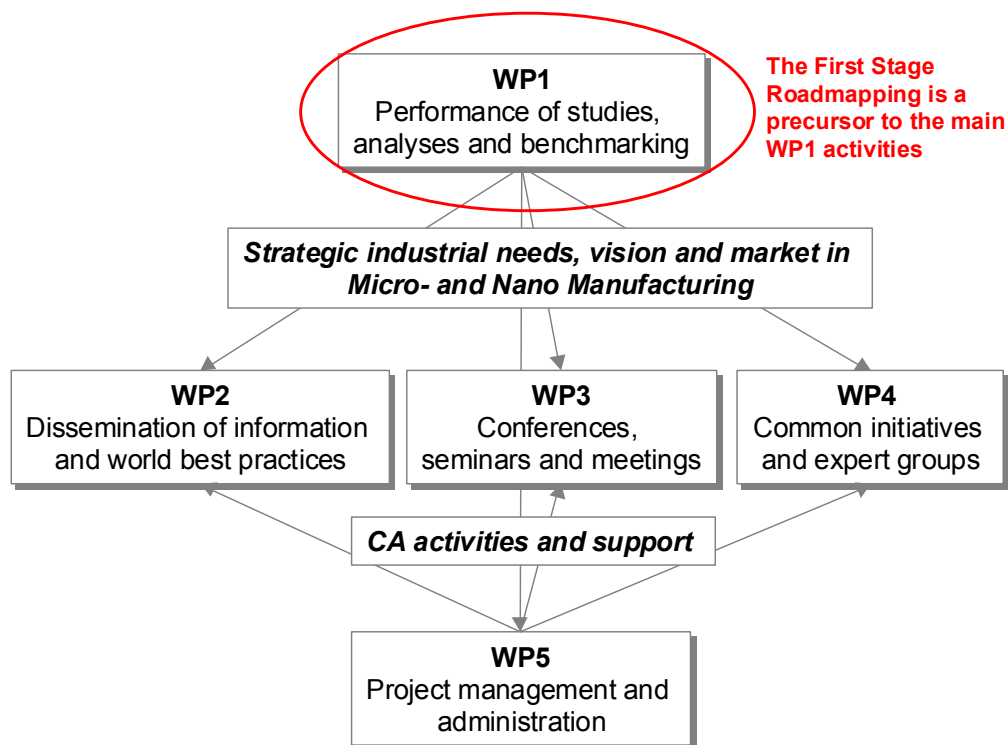 WP1
Performance of studies,
analyses and benchmarking
The First Stage
Roadmapping is a
precursor to the main
WP1 activities
Strategic industrial needs, vision and market in
Micro- and Nano Manufacturing
WP2
Dissemination of information
and world best practices
WP3
Conferences,
seminars and meetings
WP4
Common initiatives
and expert groups
CA activities and support
WP5
Project management and
administration